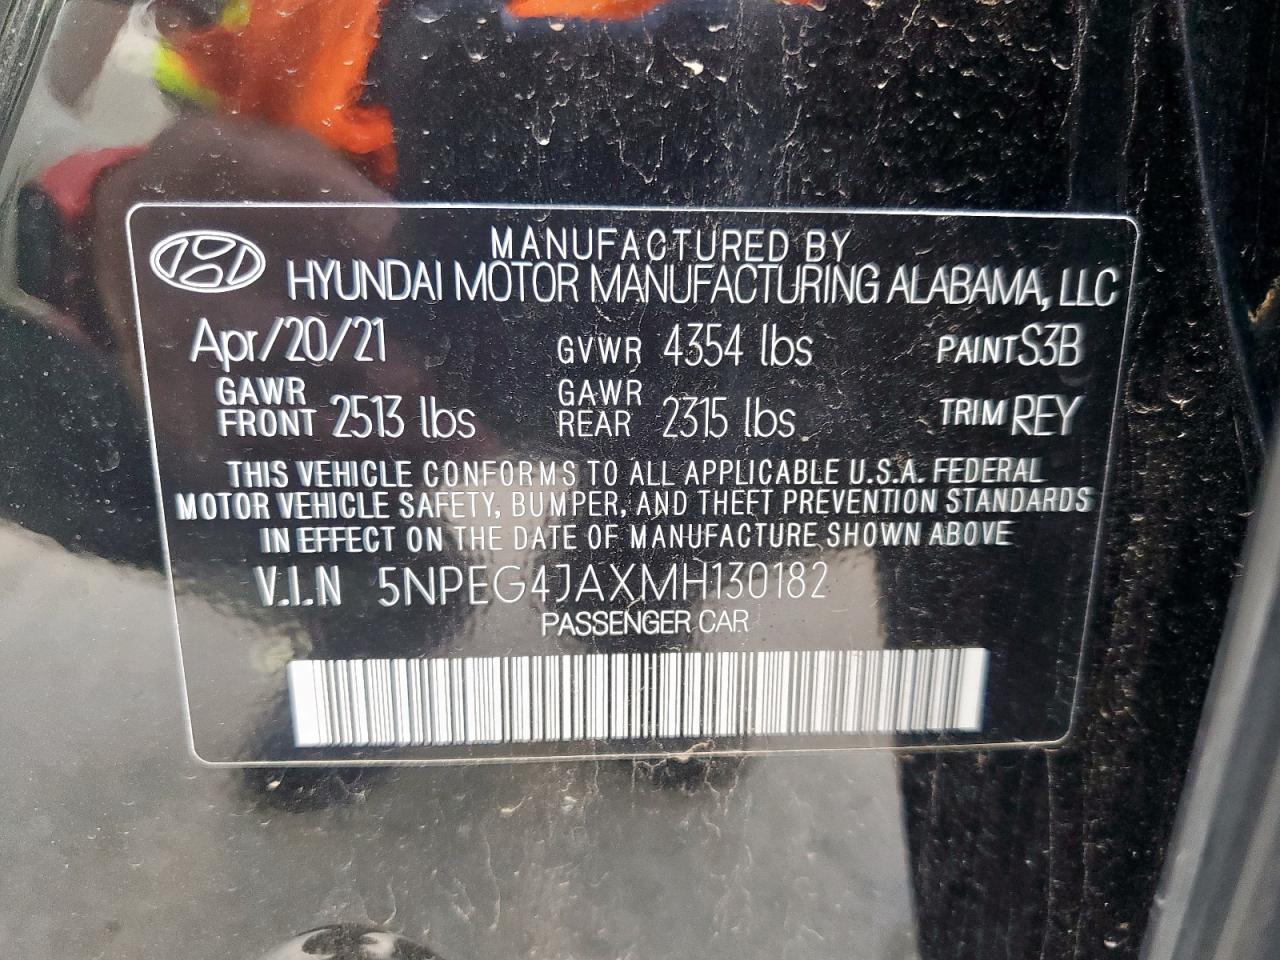 MANUFACTURED BY
HYUNDAI MOTOR MANUFACTURING ALABAMA, LLC
Apr/20/21 GVWR 4354 lbs PAINT S3B
GAWR FRONT 2513 lbs GAWR REAR 2315 lbs TRIM REY
THIS VEHICLE CONFORMS TO ALL APPLICABLE U.S.A. FEDERAL
MOTOR VEHICLE SAFETY, BUMPER, AND THEFT PREVENTION STANDARDS
IN EFFECT ON THE DATE OF MANUFACTURE SHOWN ABOVE
V.I.N 5NPEG4JAXMH130182
PASSENGER CAR